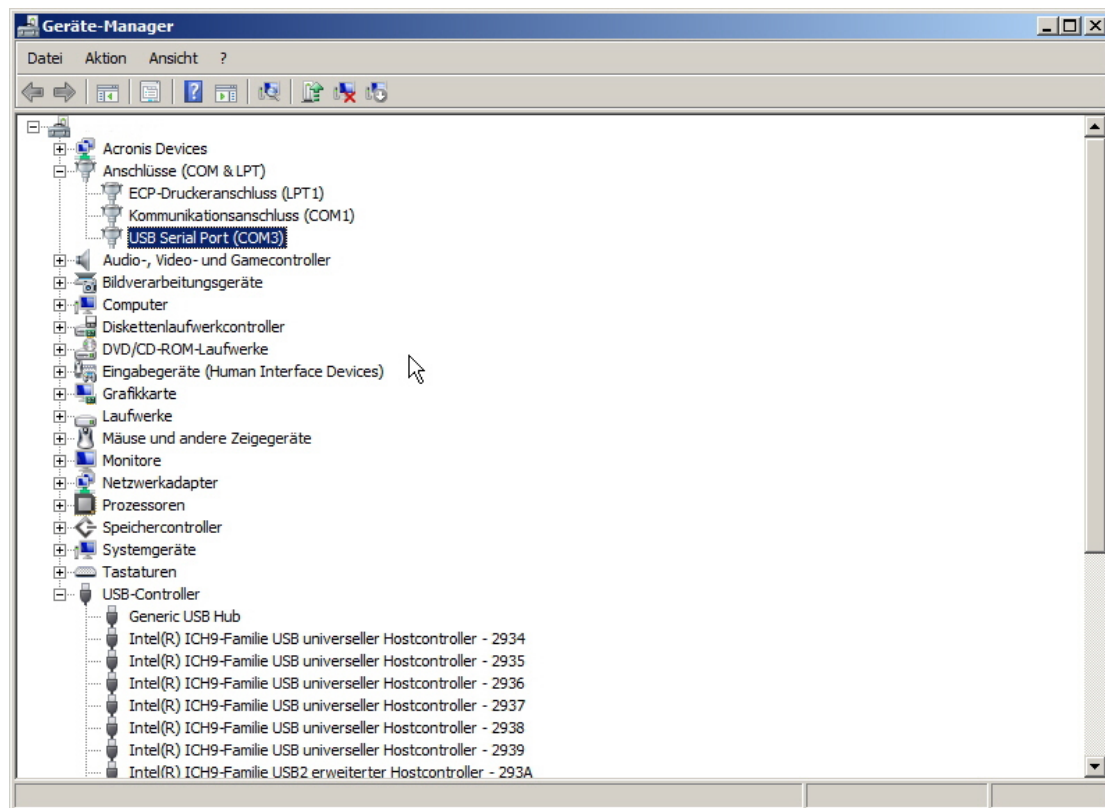 Geräte-Manager
Datei Aktion Ansicht ?
Acronis Devices
Anschlüsse (COM & LPT)
ECP-Druckeranschluss (LPT1)
Kommunikationsanschluss (COM1)
USB Serial Port (COM3)
Audio-, Video- und Gamecontroller
Bildverarbeitungsgeräte
Computer
Diskettenlaufwerkcontroller
DVD/CD-ROM-Laufwerke
Eingabegeräte (Human Interface Devices)
Grafikkarte
Laufwerke
Mäuse und andere Zeigegeräte
Monitore
Netzwerkadapter
Prozessoren
Speichercontroller
Systemgeräte
Tastaturen
USB-Controller
Generic USB Hub
Intel(R) ICH9-Familie USB universeller Hostcontroller - 2934
Intel(R) ICH9-Familie USB universeller Hostcontroller - 2935
Intel(R) ICH9-Familie USB universeller Hostcontroller - 2936
Intel(R) ICH9-Familie USB universeller Hostcontroller - 2937
Intel(R) ICH9-Familie USB universeller Hostcontroller - 2938
Intel(R) ICH9-Familie USB universeller Hostcontroller - 2939
Intel(R) ICH9-Familie USB2 erweiterter Hostcontroller - 293A